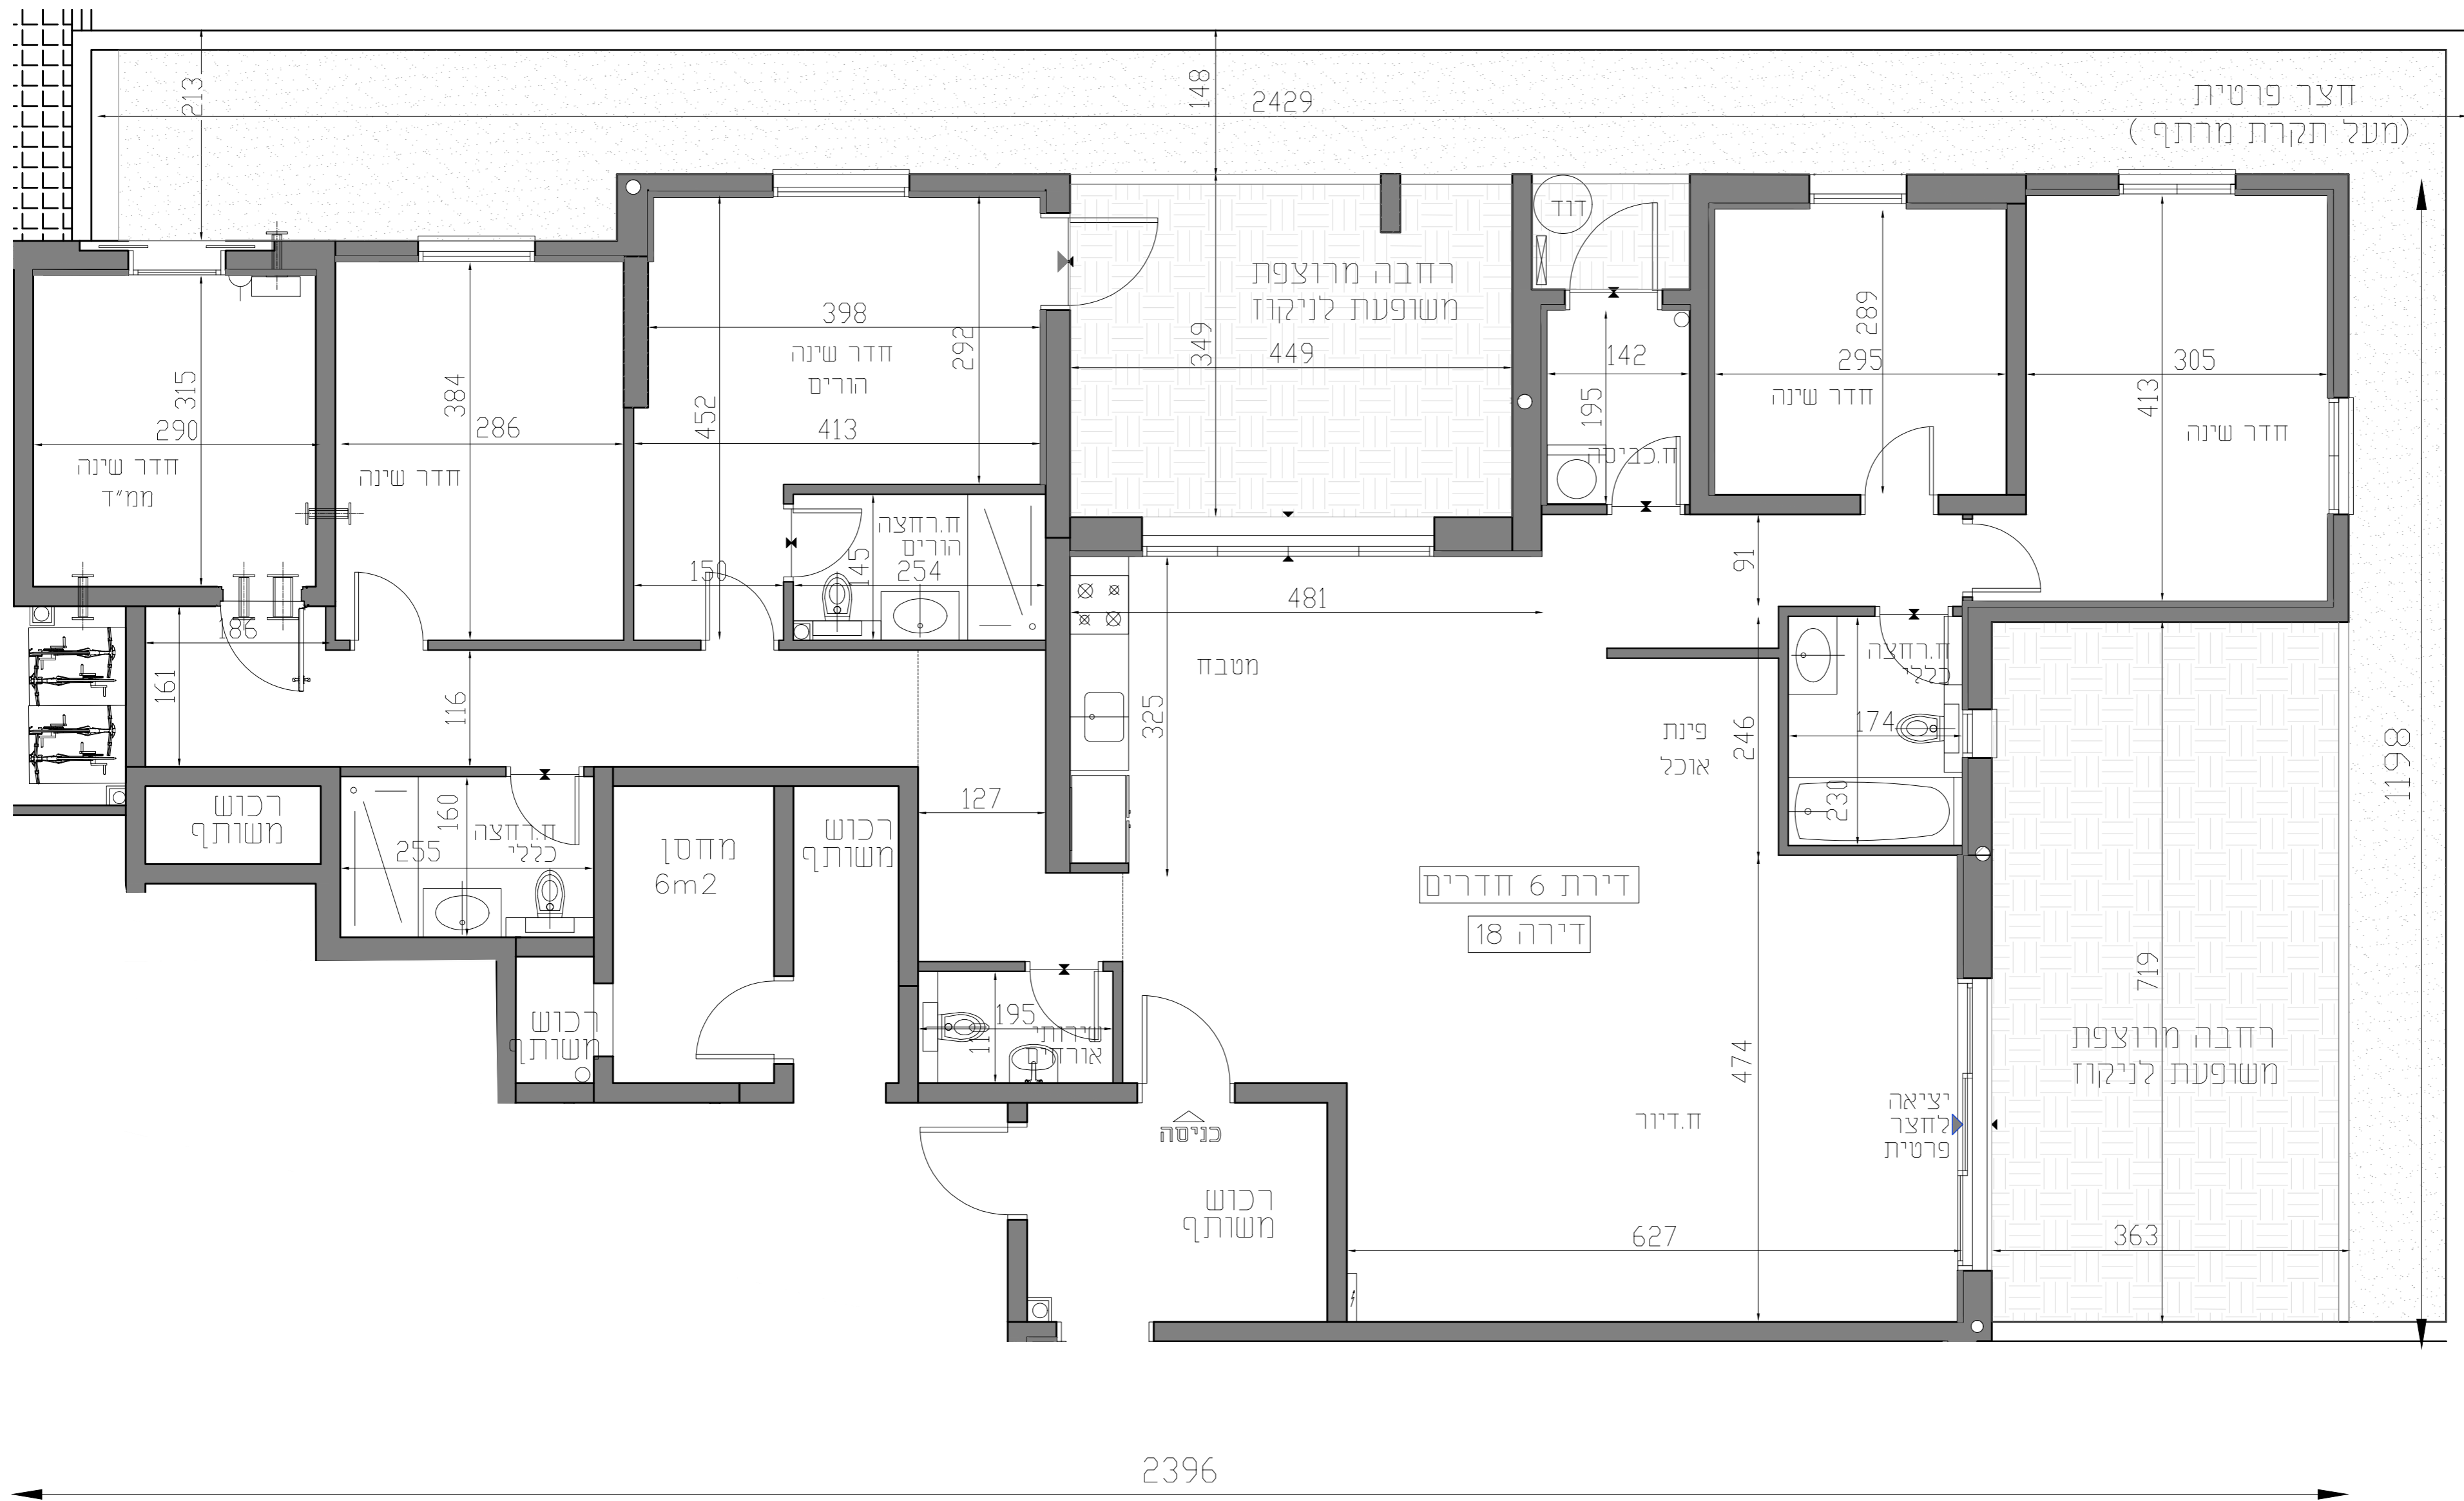 213
148
2429
חצר פרטית
(מעל תקרת מרתף )
דוד
רחבה מרוצפת
משופעת לניקוז
349
449
398
292
חדר שינה
הורים
452
413
384
286
חדר שינה
315
290
חדר שינה
ממ"ד
142
195
ח.כביסה
289
295
חדר שינה
305
413
חדר שינה
ח.רחצה
הורים
145
254
150
481
91
186
161
116
מטבח
325
פינת
אוכל
246
ח.רחצה
כללי
174
230
1198
רכוש
משותף
160
ח.רחצה
כללי
255
מחסן
6m2
רכוש
משותף
127
דירת 6 חדרים
דירה 18
719
רחבה מרוצפת
משופעת לניקוז
רכוש
משותף
195
שירותי
אורחים
474
ח.דיור
יציאה
לחצר
פרטית
כניסה
רכוש
משותף
627
363
2396